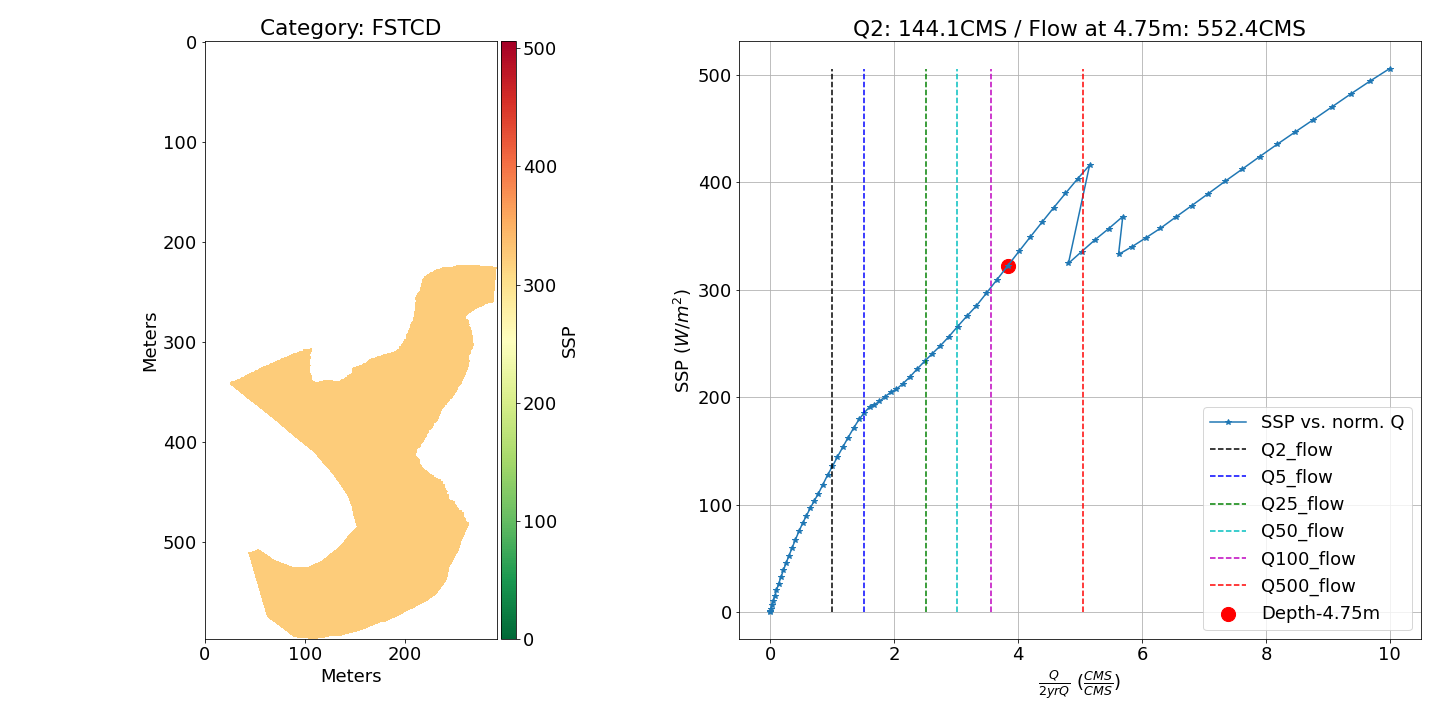 Category: FSTCD
0
100
200
300
400
500
Meters
0
100
200
Meters
500
400
300
200
100
0
SSP
Q2: 144.1CMS / Flow at 4.75m: 552.4CMS
500
400
300
200
100
0
SSP (W/m²)
0
2
4
6
8
10
Q/2yrQ (CMS/CMS)
SSP vs. norm. Q
Q2_flow
Q5_flow
Q25_flow
Q50_flow
Q100_flow
Q500_flow
Depth-4.75m